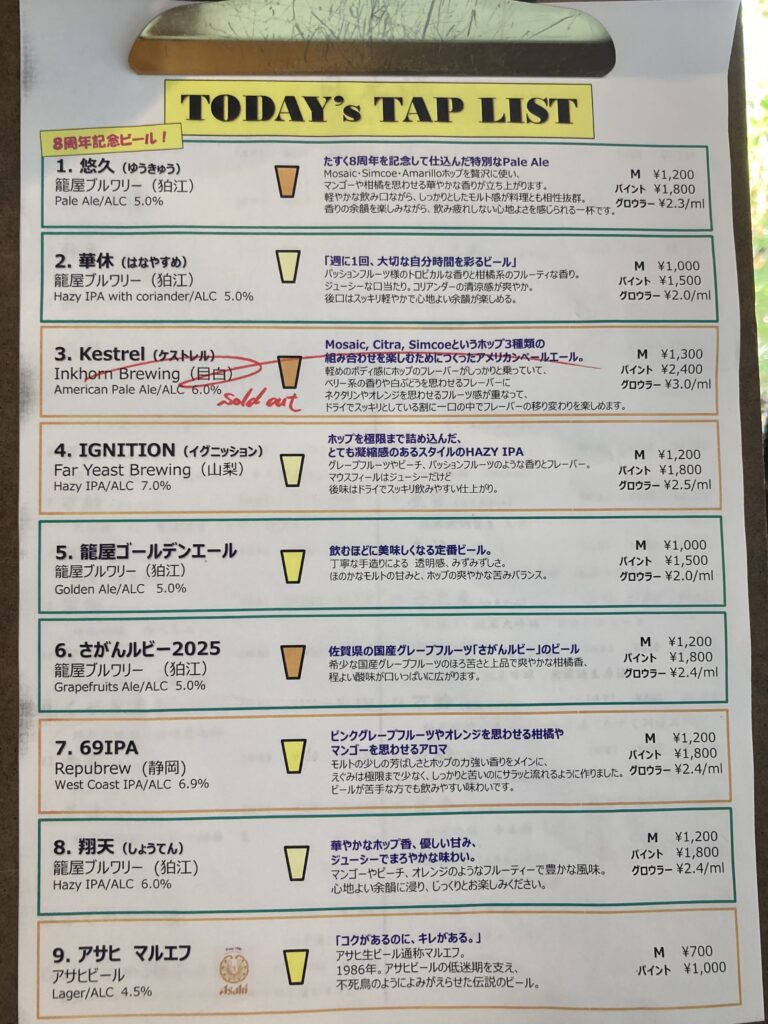 TODAY's TAP LIST
8周年記念ビール!
1. 悠久（ゆうきゅう）
籠屋ブルワリー（狛江）
Pale Ale/ALC 5.0%
たすく8周年を記念して仕込んだ特別なPale Ale
Mosaic・Simcoe・Amarilloホップを贅沢に使い、
マンゴーや柑橘を思わせる華やかな香りが立ち上がります。
軽やかな飲み口ながら、しっかりとしたモルト感が料理とも相性抜群。
香りの余韻を楽しみながら、飲み疲れしない心地よさを感じられる一杯です。
M ¥1,200
パイント ¥1,800
グロウラー ¥2.3/ml
2. 華休（はなやすめ）
籠屋ブルワリー（狛江）
Hazy IPA with coriander/ALC 5.0%
「週に1回、大切な自分時間を彩るビール」
パッションフルーツ様のトロピカルな香りと柑橘系のフルーティな香り。
ジューシーな口当たり。コリアンダーの清涼感が爽やか。
後口はスッキリ軽やかで心地よい余韻が楽しめる。
M ¥1,000
パイント ¥1,500
グロウラー ¥2.0/ml
3. Kestrel（ケストレル）
Inkhorn Brewing（目白）
American Pale Ale/ALC 6.0%
sold out
Mosaic, Citra, Simcoeというホップ3種類の
組み合わせを楽しむためにつくったアメリカンペールエール。
軽めのボディ感にホップのフレーバーがしっかりと乗っていて、
ベリー系の香りや白ぶどうを思わせるフレーバーに
ネクタリンやオレンジを思わせるフルーツ感が重なって、
ドライでスッキリとしている割に一口の中でフレーバーの移り変わりを楽しめます。
M ¥1,300
パイント ¥2,400
グロウラー ¥3.0/ml
4. IGNITION（イグニッション）
Far Yeast Brewing（山梨）
Hazy IPA/ALC 7.0%
ホップを極限まで詰め込んだ、
とても凝縮感のあるスタイルのHAZY IPA
グレープフルーツやピーチ、パッションフルーツのような香りとフレーバー。
マウスフィールはジューシーだけど
後味はドライでスッキリ飲みやすい仕上がり。
M ¥1,200
パイント ¥1,800
グロウラー ¥2.5/ml
5. 籠屋ゴールデンエール
籠屋ブルワリー（狛江）
Golden Ale/ALC 5.0%
飲むほどに美味しくなる定番ビール。
丁寧な手造りによる 透明感、みずみずしさ。
ほのかなモルトの甘みと、ホップの爽やかな苦みバランス。
M ¥1,000
パイント ¥1,500
グロウラー ¥2.0/ml
6. さがんルビー2025
籠屋ブルワリー （狛江）
Grapefruits Ale/ALC 5.0%
佐賀県の国産グレープフルーツ「さがんルビー」のビール
希少な国産グレープフルーツのほろ苦さと上品で爽やかな柑橘香、
程よい酸味が口いっぱいに広がります。
M ¥1,200
パイント ¥1,800
グロウラー ¥2.4/ml
7. 69IPA
Repubrew（静岡）
West Coast IPA/ALC 6.9%
ピンクグレープフルーツやオレンジを思わせる柑橘や
マンゴーを思わせるアロマ
モルトの少しの芳ばしさとホップの力強い香りをメインに、
えぐみは極限まで少なく、しっかりと苦いのにサラッと流れるように作りました。
ビールが苦手な方でも飲みやすい味わいです。
M ¥1,200
パイント ¥1,800
グロウラー ¥2.4/ml
8. 翔天（しょうてん）
籠屋ブルワリー（狛江）
Hazy IPA/ALC 6.0%
華やかなホップ香、優しい甘み、
ジューシーでまろやかな味わい。
マンゴーやピーチ、オレンジのようなフルーティーで豊かな風味。
心地よい余韻に浸り、じっくりとお楽しみください。
M ¥1,200
パイント ¥1,800
グロウラー ¥2.4/ml
9. アサヒ マルエフ
アサヒビール
Lager/ALC 4.5%
Asahi
「コクがあるのに、キレがある。」
アサヒ生ビール通称マルエフ。
1986年。アサヒビールの低迷期を支え、
不死鳥のようによみがえらせた伝説のビール。
M ¥700
パイント ¥1,000